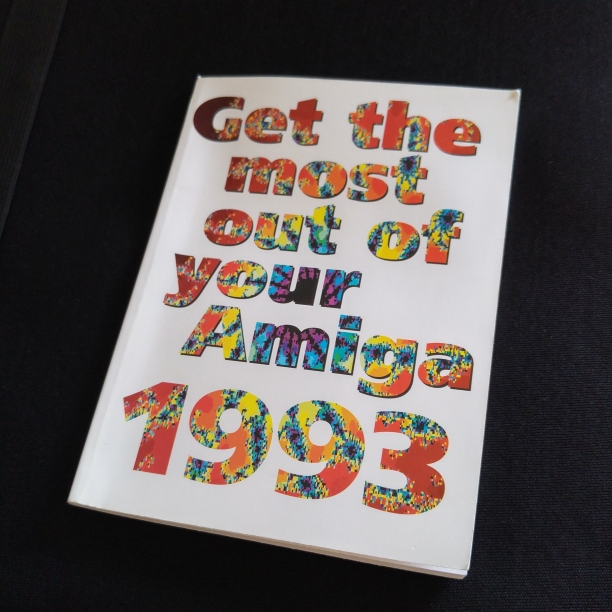 Get the
most
out of
your
Amiga
1993